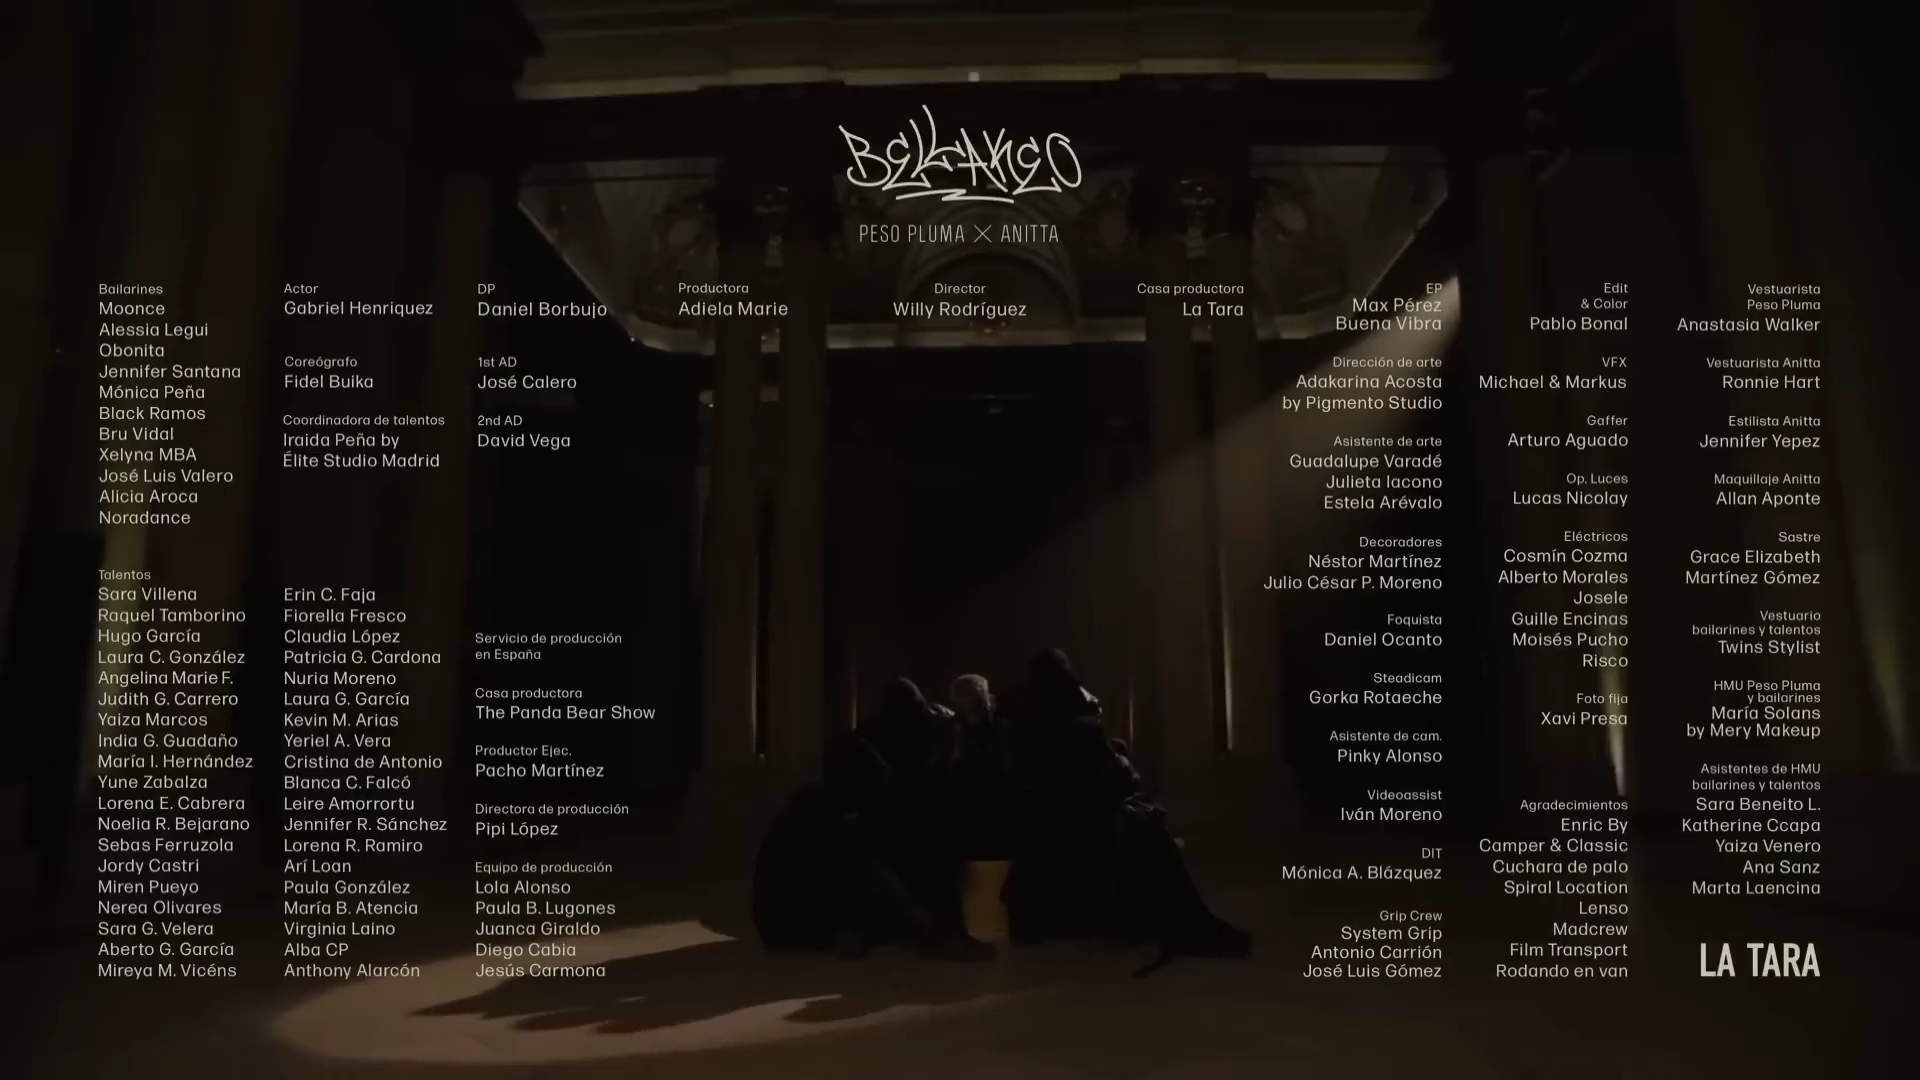 BELLAKEO
PESO PLUMA X ANITTA
Bailarines
Moonce
Alessia Legui
Obonita
Jennifer Santana
Mónica Peña
Black Ramos
Bru Vidal
Xelyna MBA
José Luis Valero
Alicia Aroca
Noradance
Actor
Gabriel Henriquez
Coreógrafo
Fidel Buika
Coordinadora de talentos
Iraida Peña by
Élite Studio Madrid
DP
Daniel Borbujo
1st AD
José Calero
2nd AD
David Vega
Productora
Adiela Marie
Director
Willy Rodríguez
Casa productora
La Tara
Talentos
Sara Villena
Raquel Tamborino
Hugo García
Laura C. González
Angelina Marie F.
Judith G. Carrero
Yaiza Marcos
India G. Guadaño
María I. Hernández
Yune Zabalza
Lorena E. Cabrera
Noelia R. Bejarano
Sebas Ferruzola
Jordy Castri
Miren Pueyo
Nerea Olivares
Sara G. Velera
Aberto G. García
Mireya M. Vicéns
Erin C. Faja
Fiorella Fresco
Claudia López
Patricia G. Cardona
Nuria Moreno
Laura G. García
Kevin M. Arias
Yeriel A. Vera
Cristina de Antonio
Blanca C. Falcó
Leire Amorrortu
Jennifer R. Sánchez
Lorena R. Ramiro
Arí Loan
Paula González
María B. Atencia
Virginia Laino
Alba CP
Anthony Alarcón
Servicio de producción
en España
Casa productora
The Panda Bear Show
Productor Ejec.
Pacho Martínez
Directora de producción
Pipi López
Equipo de producción
Lola Alonso
Paula B. Lugones
Juanca Giraldo
Diego Cabia
Jesús Carmona
EP
Max Pérez
Buena Vibra
Dirección de arte
Adakarina Acosta
by Pigmento Studio
Asistente de arte
Guadalupe Varadé
Julieta Iacono
Estela Arévalo
Decoradores
Néstor Martínez
Julio César P. Moreno
Foquista
Daniel Ocanto
Steadicam
Gorka Rotaeche
Asistente de cam.
Pinky Alonso
Videoassist
Iván Moreno
DIT
Mónica A. Blázquez
Grip Crew
System Grip
Antonio Carrión
José Luis Gómez
Edit
& Color
Pablo Bonal
VFX
Michael & Markus
Gaffer
Arturo Aguado
Op. Luces
Lucas Nicolay
Eléctricos
Cosmín Cozma
Alberto Morales
Josele
Guille Encinas
Moisés Pucho
Risco
Foto fija
Xavi Presa
Agradecimientos
Enric By
Camper & Classic
Cuchara de palo
Spiral Location
Lenso
Madcrew
Film Transport
Rodando en van
Vestuarista
Peso Pluma
Anastasia Walker
Vestuarista Anitta
Ronnie Hart
Estilista Anitta
Jennifer Yepez
Maquillaje Anitta
Allan Aponte
Sastre
Grace Elizabeth
Martínez Gómez
Vestuario
bailarines y talentos
Twins Stylist
HMU Peso Pluma
y bailarines
María Solans
by Mery Makeup
Asistentes de HMU
bailarines y talentos
Sara Beneito L.
Katherine Ccapa
Yaiza Venero
Ana Sanz
Marta Laencina
LA TARA